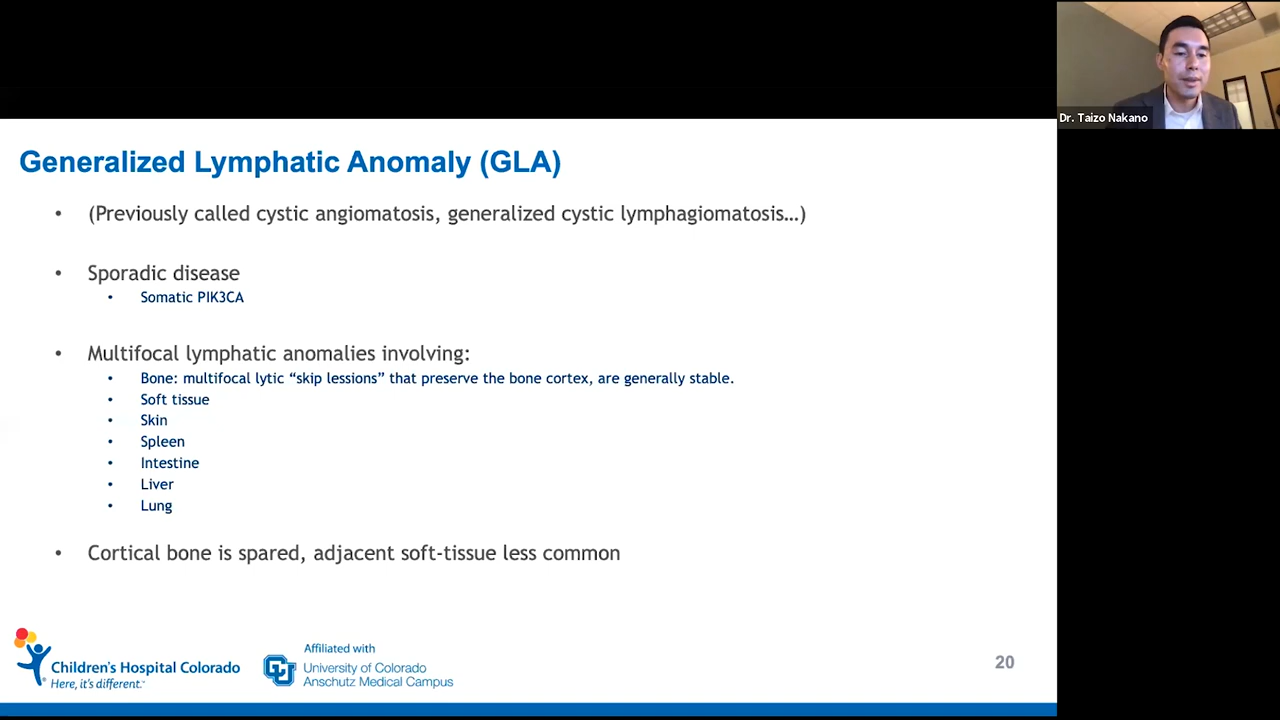 Dr. Taizo Nakano
Generalized Lymphatic Anomaly (GLA)
• (Previously called cystic angiomatosis, generalized cystic lymphagiomatosis…)
• Sporadic disease
• Somatic PIK3CA
• Multifocal lymphatic anomalies involving:
• Bone: multifocal lytic “skip lessions” that preserve the bone cortex, are generally stable.
• Soft tissue
• Skin
• Spleen
• Intestine
• Liver
• Lung
• Cortical bone is spared, adjacent soft-tissue less common
Children's Hospital Colorado
Here, it's different.™
Affiliated with
University of Colorado
Anschutz Medical Campus
20